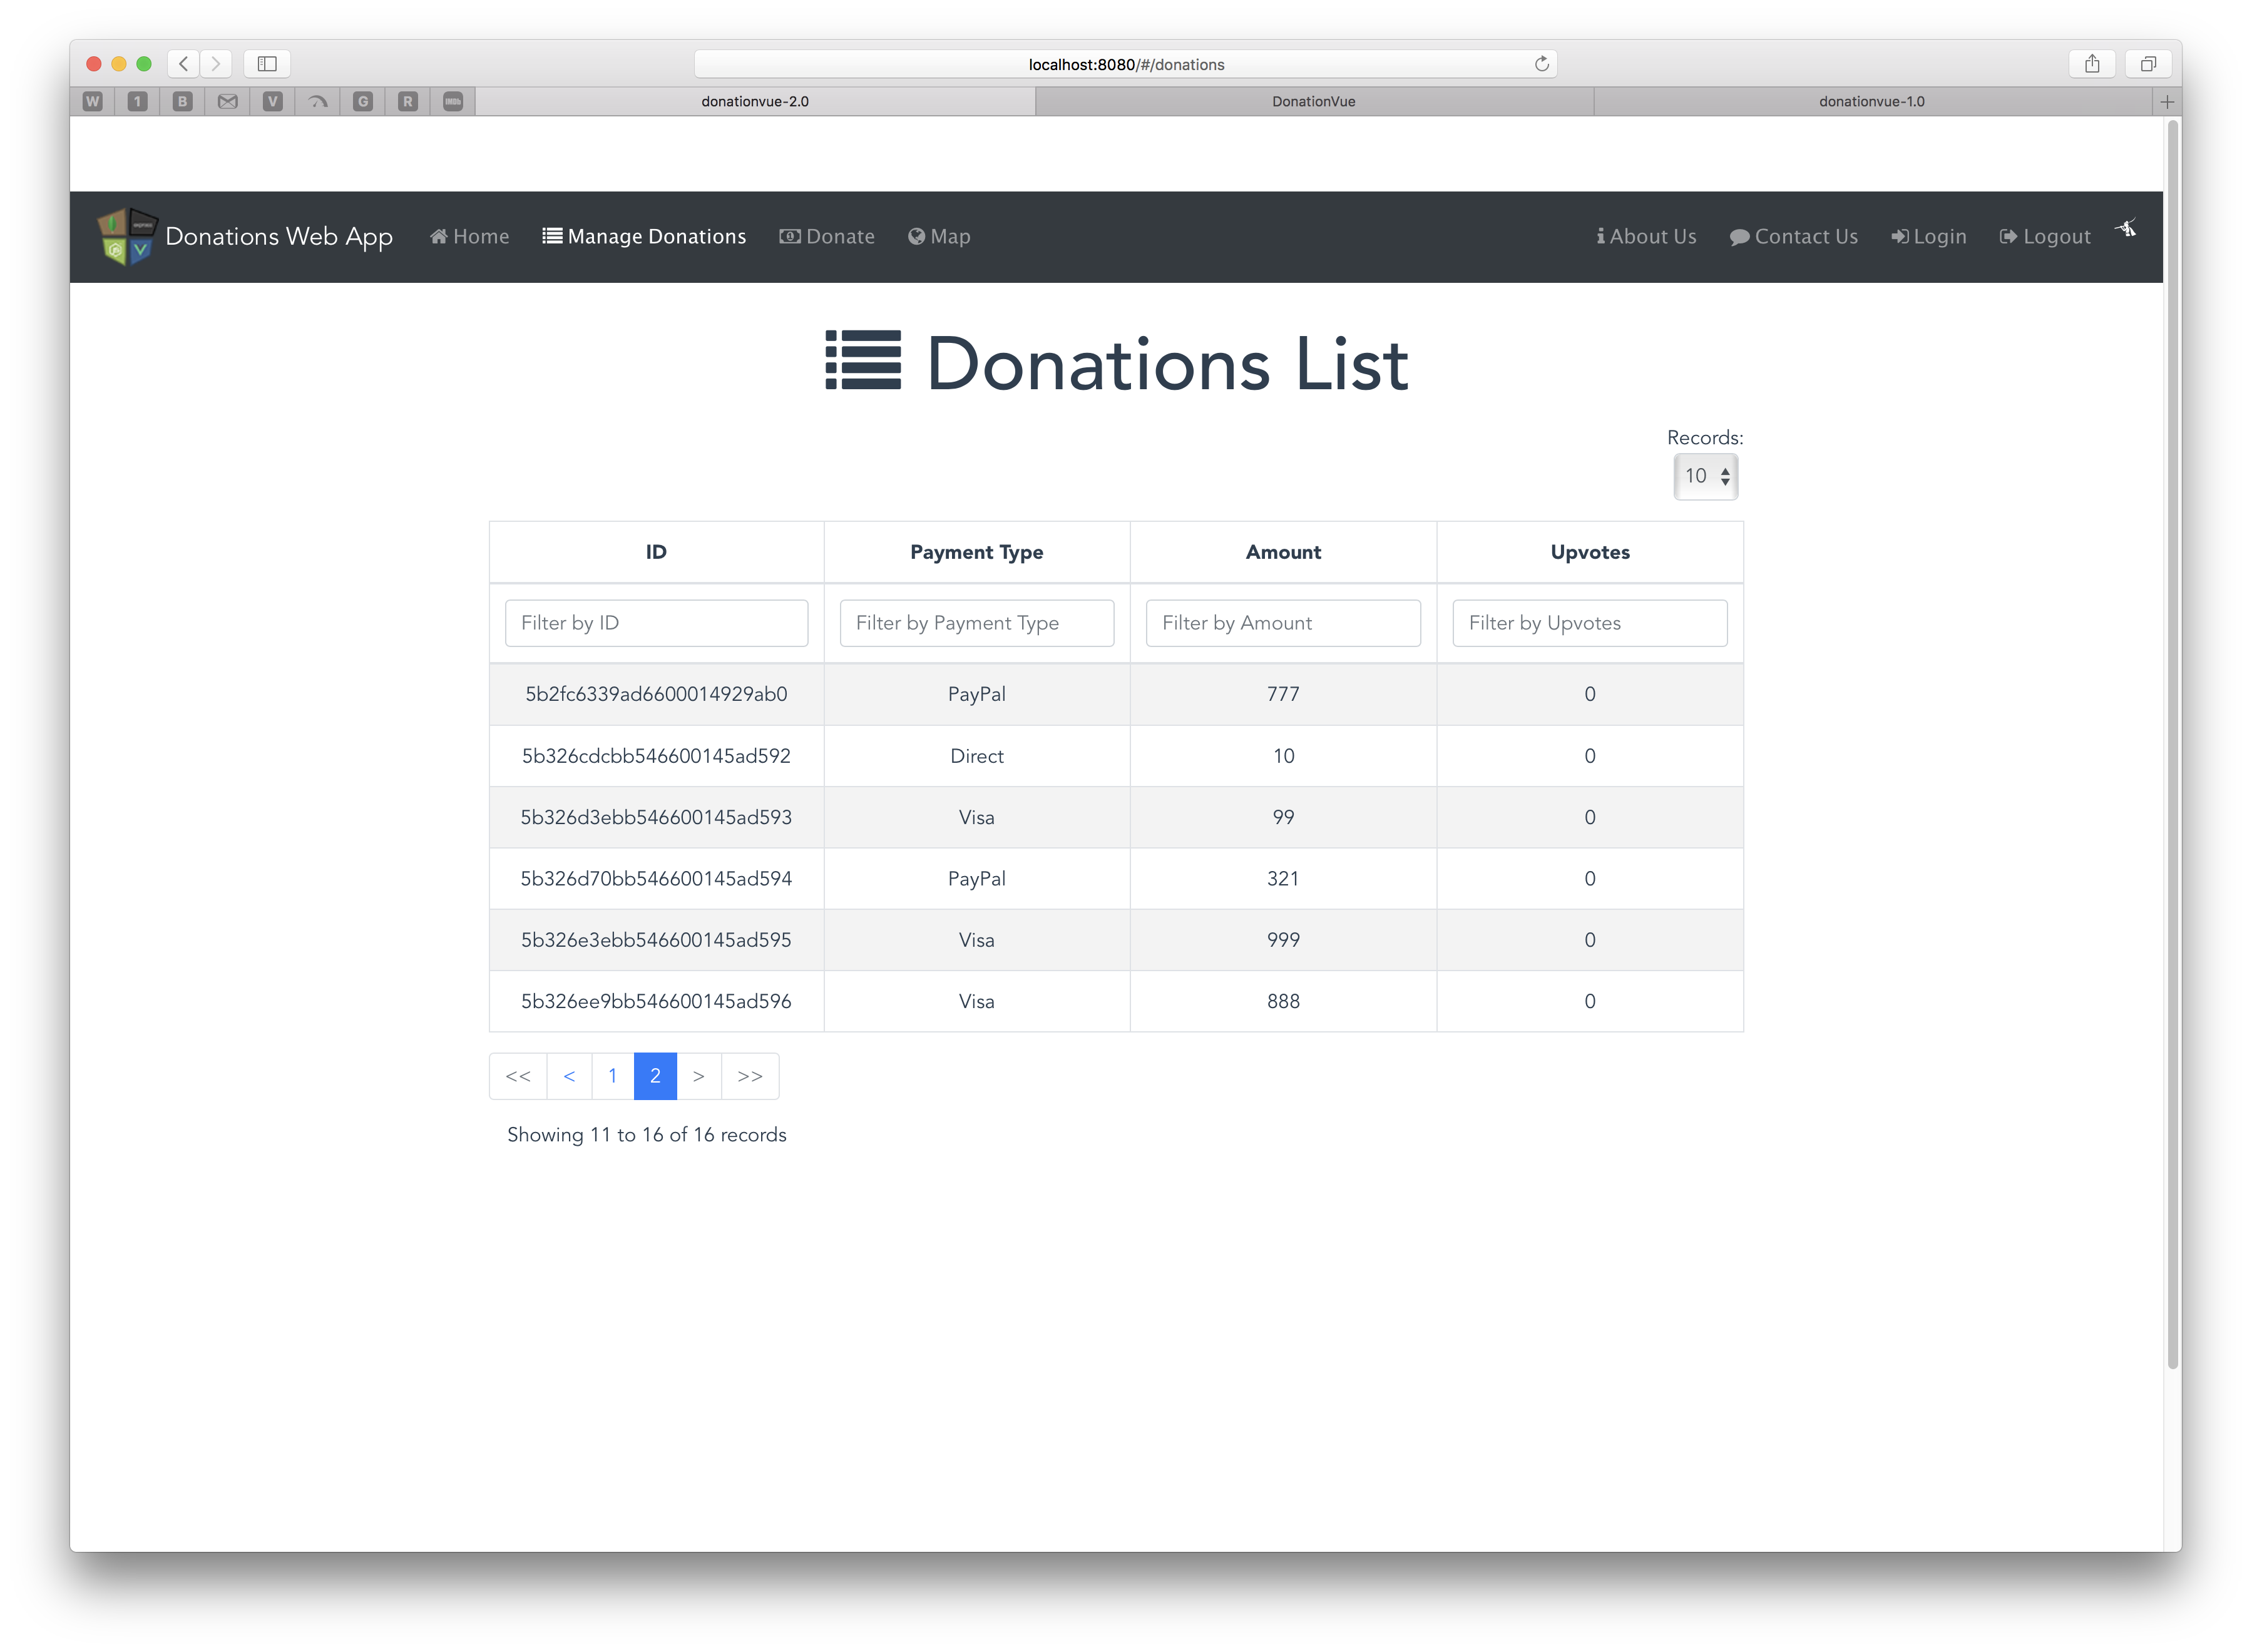 localhost:8080/#/donations
W 1 B V G R IMDb donationvue-2.0 DonationVue donationvue-1.0
Donations Web App Home Manage Donations Donate Map About Us Contact Us Login Logout
Donations List
Records:
10
ID Payment Type Amount Upvotes
Filter by ID Filter by Payment Type Filter by Amount Filter by Upvotes
5b2fc6339ad6600014929ab0 PayPal 777 0
5b326cdcbb546600145ad592 Direct 10 0
5b326d3ebb546600145ad593 Visa 99 0
5b326d70bb546600145ad594 PayPal 321 0
5b326e3ebb546600145ad595 Visa 999 0
5b326ee9bb546600145ad596 Visa 888 0
<< < 1 2 > >>
Showing 11 to 16 of 16 records